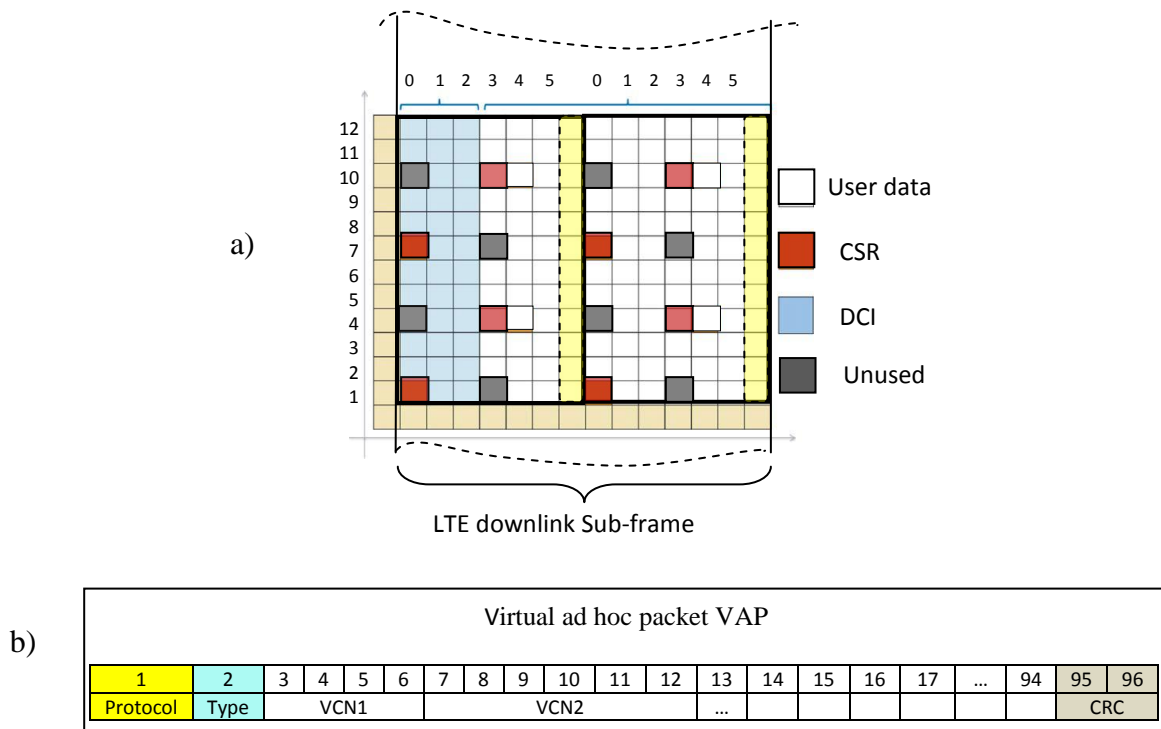 0 1 2 3 4 5 0 1 2 3 4 5
12
11
10
9
8
7
6
5
4
3
2
1
a)
User data
CSR
DCI
Unused
LTE downlink Sub-frame
b)
Virtual ad hoc packet VAP
1 2 3 4 5 6 7 8 9 10 11 12 13 14 15 16 17 ... 94 95 96
Protocol Type VCN1 VCN2 ... CRC